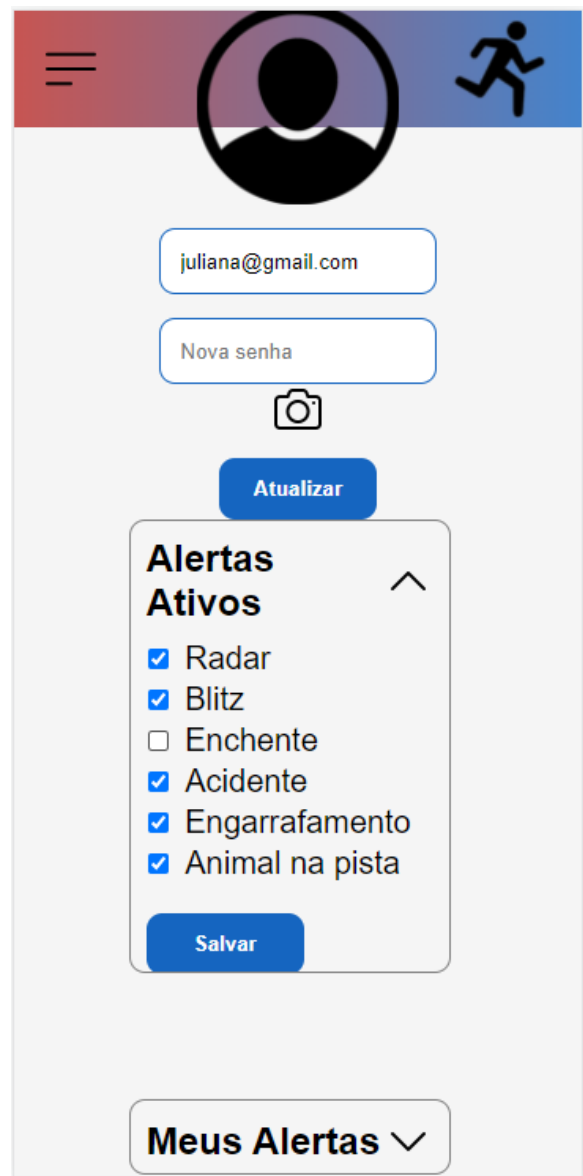 juliana@gmail.com
Nova senha
Atualizar
Alertas
Ativos
Radar
Blitz
Enchente
Acidente
Engarrafamento
Animal na pista
Salvar
Meus Alertas